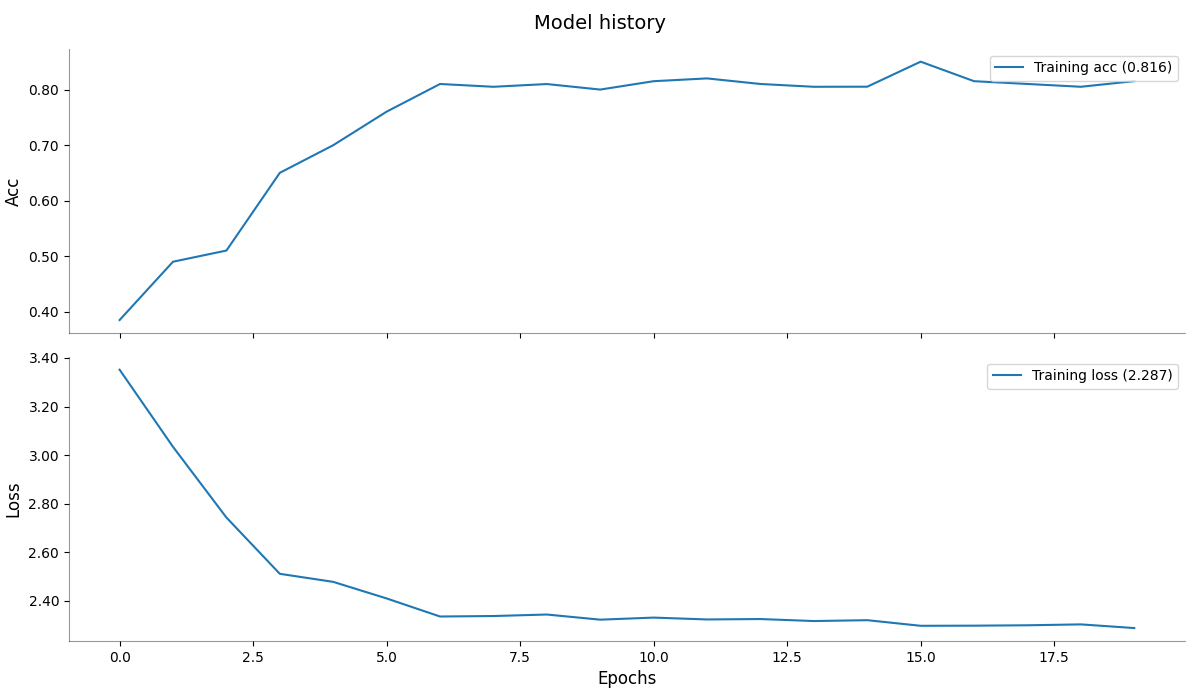 Model history
Training acc (0.816)
0.80
0.70
0.60
0.50
0.40
Acc
Training loss (2.287)
3.40
3.20
3.00
2.80
2.60
2.40
Loss
0.0 2.5 5.0 7.5 10.0 12.5 15.0 17.5
Epochs